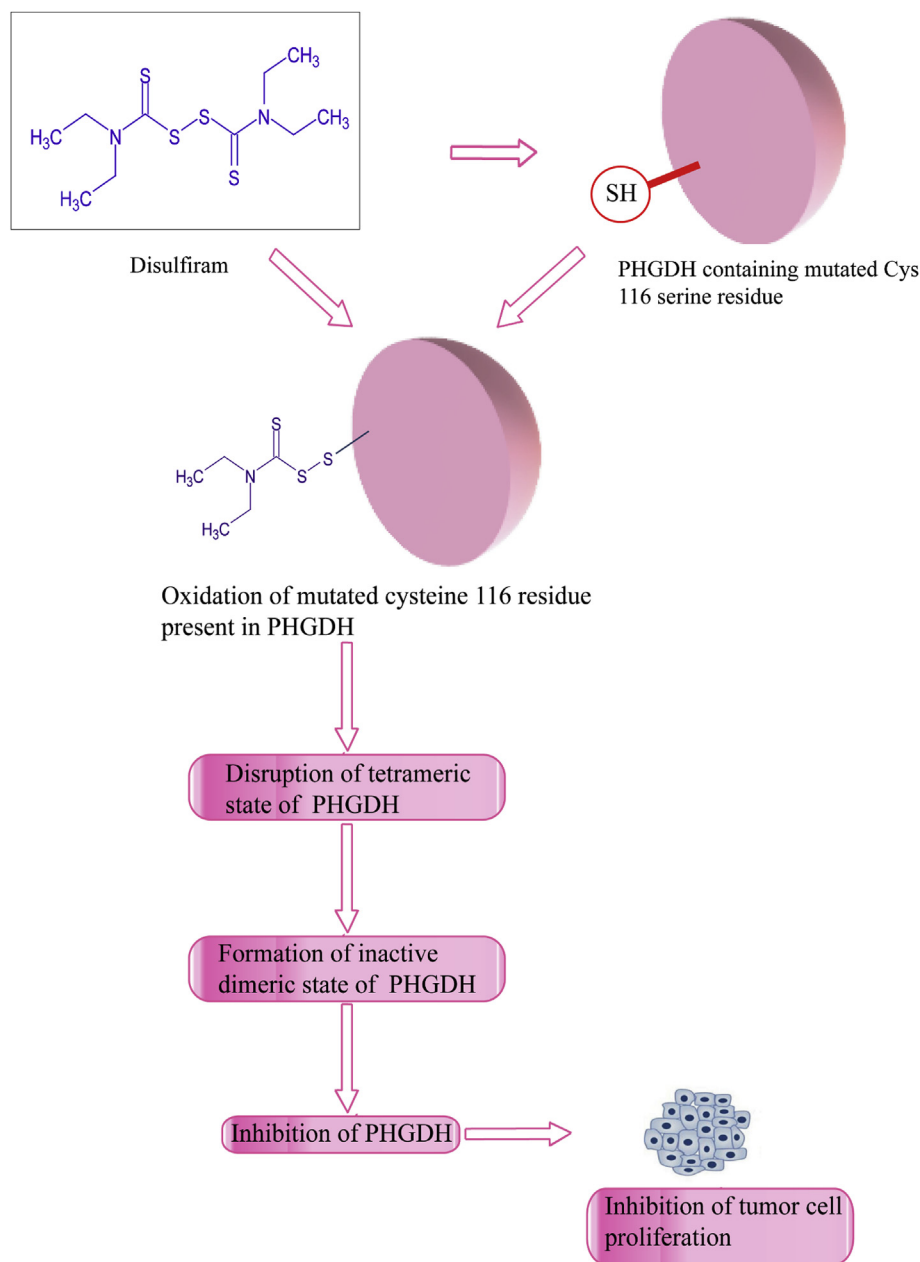 S
CH₃
S
N
CH₃
H₃C
N
S
S
H₃C
SH
Disulfiram
PHGDH containing mutated Cys
116 serine residue
S
S
H₃C
N
S
H₃C
Oxidation of mutated cysteine 116 residue
present in PHGDH
Disruption of tetrameric
state of PHGDH
Formation of inactive
dimeric state of PHGDH
Inhibition of PHGDH
Inhibition of tumor cell
proliferation